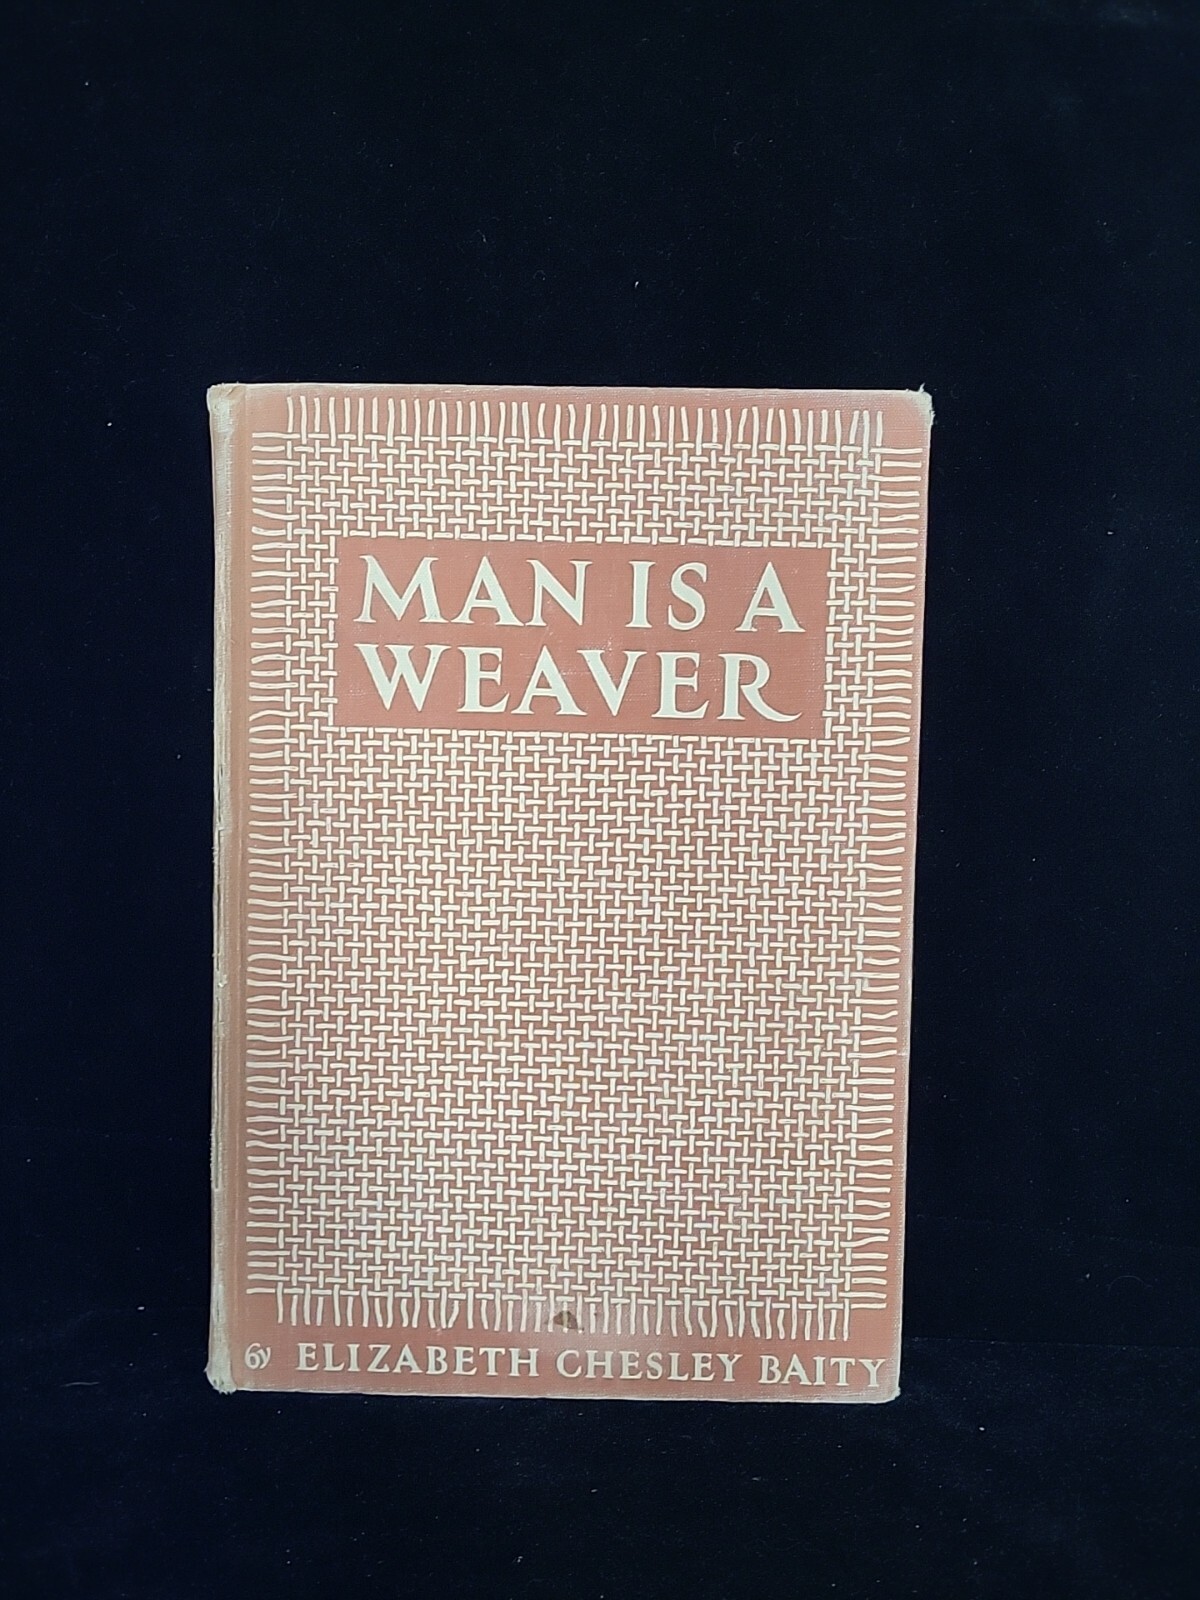 MAN IS A
WEAVER
by ELIZABETH CHESLEY BAITY